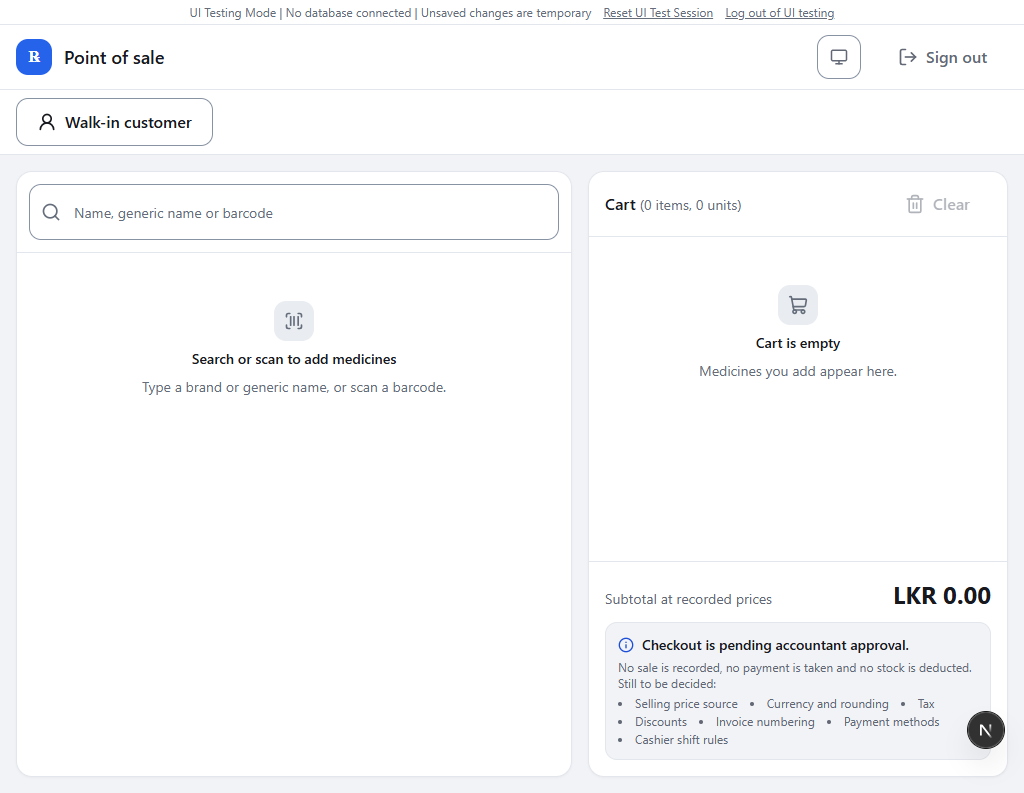 UI Testing Mode | No database connected | Unsaved changes are temporary Reset UI Test Session Log out of UI testing
Point of sale
Sign out
Walk-in customer
Name, generic name or barcode
Search or scan to add medicines
Type a brand or generic name, or scan a barcode.
Cart (0 items, 0 units)
Clear
Cart is empty
Medicines you add appear here.
Subtotal at recorded prices LKR 0.00
Checkout is pending accountant approval.
No sale is recorded, no payment is taken and no stock is deducted.
Still to be decided:
• Selling price source • Currency and rounding • Tax
• Discounts • Invoice numbering • Payment methods
• Cashier shift rules
N